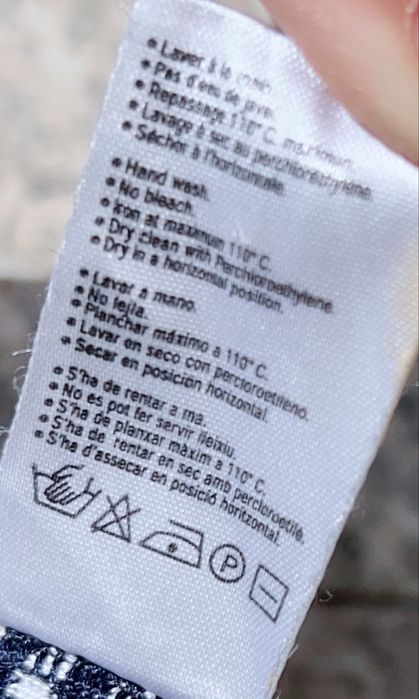 • Laver à la main.
• Pas d'eau de javel.
• Repassage 110° C. maximum.
• Lavage à sec au perchloroethylène.
• Séchor à l'horizontale.
• Hand wash.
• No bleach.
• Iron at maximum 110° C.
• Dry clean with Perchloroethylene
• Dry in a horizontal position.
• Lavar a mano.
• No lejía.
• Planchar máximo a 110° C.
• Lavar en seco con percloroetileno.
• Secar en posición horizontal.
• S'ha de rentar a ma.
• No es pot fer servir lleixiu.
• S'ha de planxar màxim a 110° C.
• S'ha de rentar en sec amb percloroetilè.
• S'ha d'assecar en posició horitzontal.
P